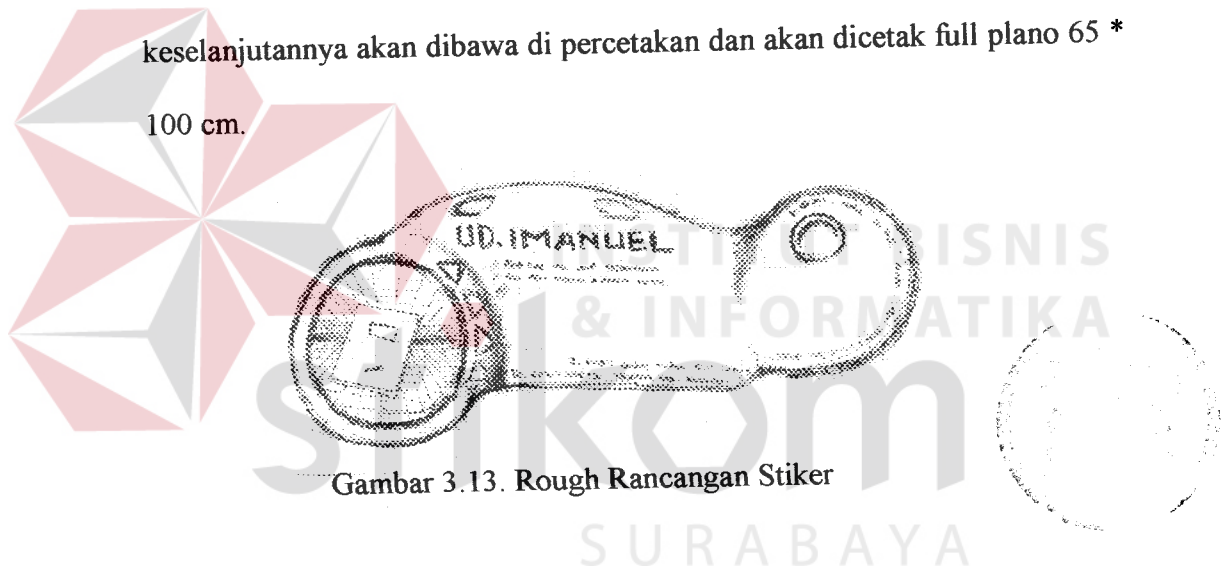 keselanjutannya akan dibawa di percetakan dan akan dicetak full plano 65 *
100 cm.
UD. IMANUEL
INSTITUT BISNIS
& INFORMATIKA
stikom
SURABAYA
Gambar 3.13. Rough Rancangan Stiker